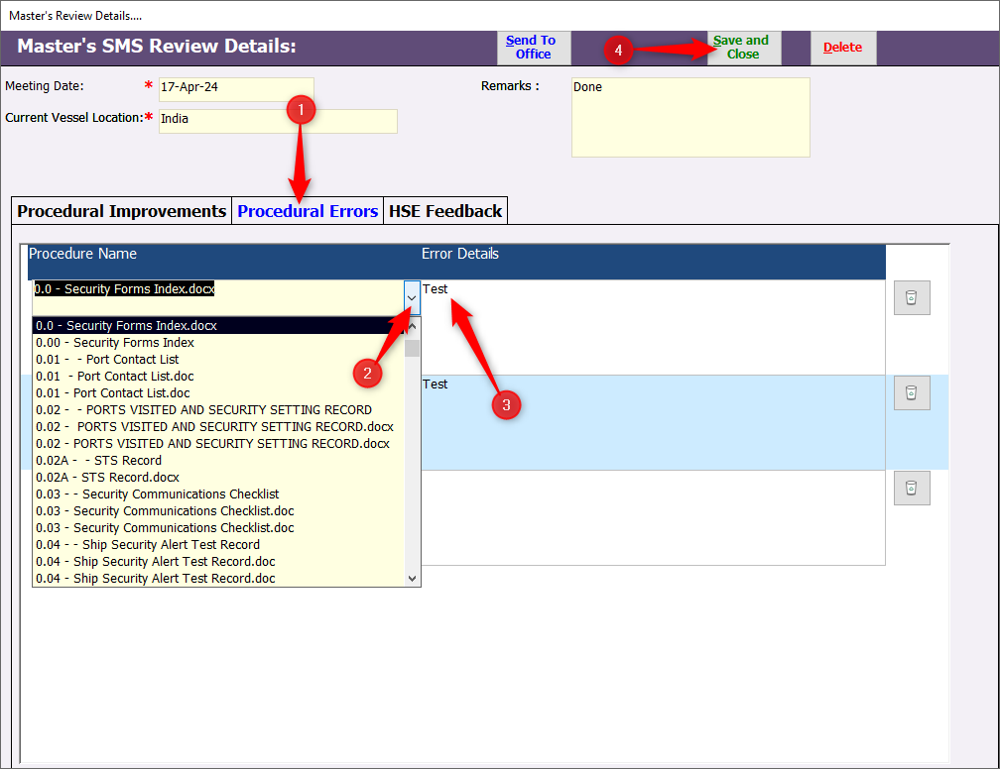 Master's Review Details....
Master's SMS Review Details:
Send To
Office
4
Save and
Close
Delete
Meeting Date:
*
17-Apr-24
Remarks :
Done
Current Vessel Location:*
India
1
Procedural Improvements
Procedural Errors
HSE Feedback
Procedure Name
Error Details
0.0 - Security Forms Index.docx
Test
0.0 - Security Forms Index.docx
0.00 - Security Forms Index
0.01 - - Port Contact List
0.01 - Port Contact List.doc
0.01 - Port Contact List.doc
0.02 - - PORTS VISITED AND SECURITY SETTING RECORD
0.02 - PORTS VISITED AND SECURITY SETTING RECORD.docx
0.02 - PORTS VISITED AND SECURITY SETTING RECORD.docx
0.02A - - STS Record
0.02A - STS Record.docx
0.03 - - Security Communications Checklist
0.03 - Security Communications Checklist.doc
0.03 - Security Communications Checklist.doc
0.04 - - Ship Security Alert Test Record
0.04 - Ship Security Alert Test Record.doc
0.04 - Ship Security Alert Test Record.doc
2
Test
3